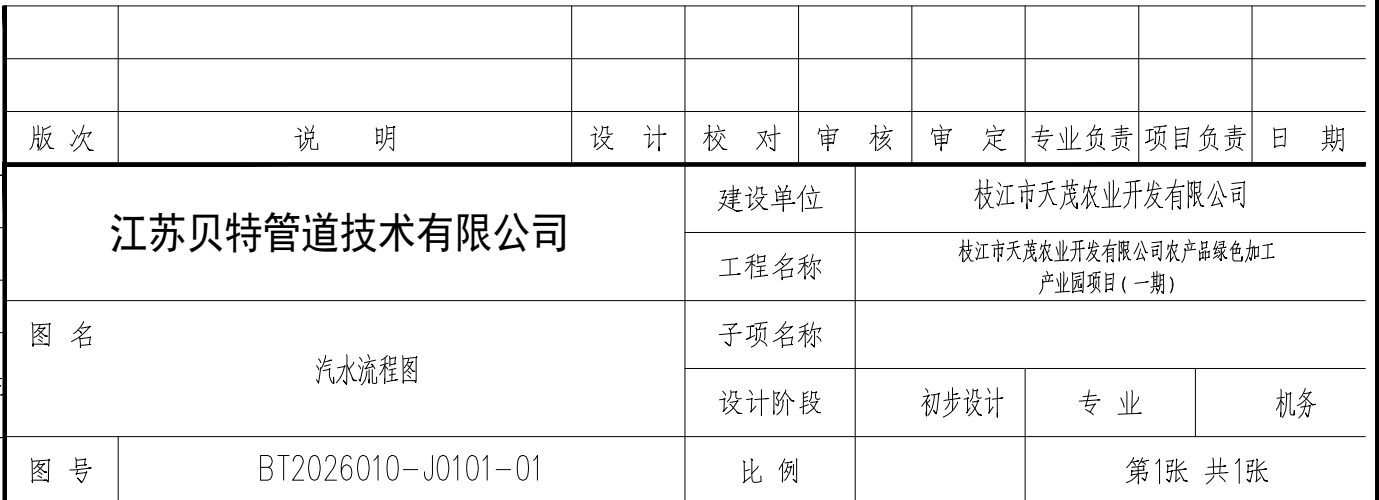 版 次 说 明 设 计 校 对 审 核 审 定 专业负责 项目负责 日 期
江苏贝特管道技术有限公司
建设单位 枝江市天茂农业开发有限公司
工程名称 枝江市天茂农业开发有限公司农产品绿色加工
产业园项目(一期)
图 名 汽水流程图
子项名称
设计阶段 初步设计 专 业 机务
图 号 BT2026010-J0101-01 比 例 第1张 共1张